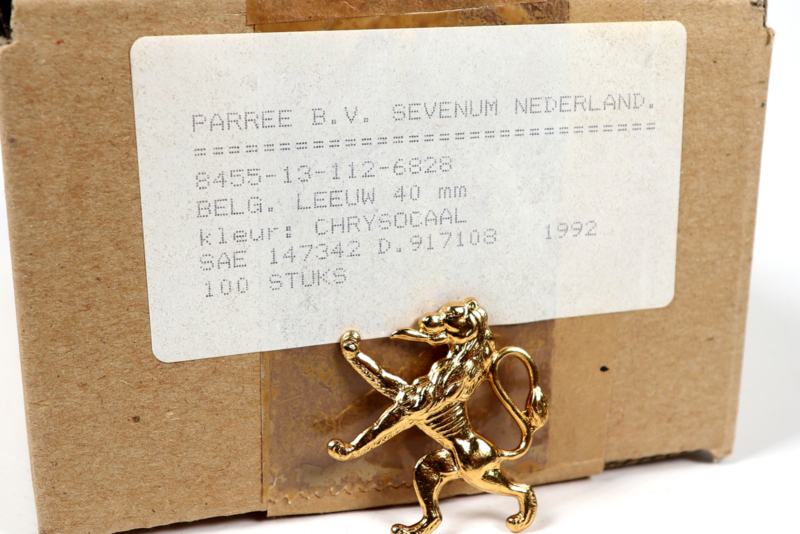 PARREE B.V. SEVENUM NEDERLAND.
==============================
8455-13-112-6828
BELG. LEEUW 40 mm
kleur: CHRYSOCAAL
SAE 147342 D.917108 1992
100 STUKS